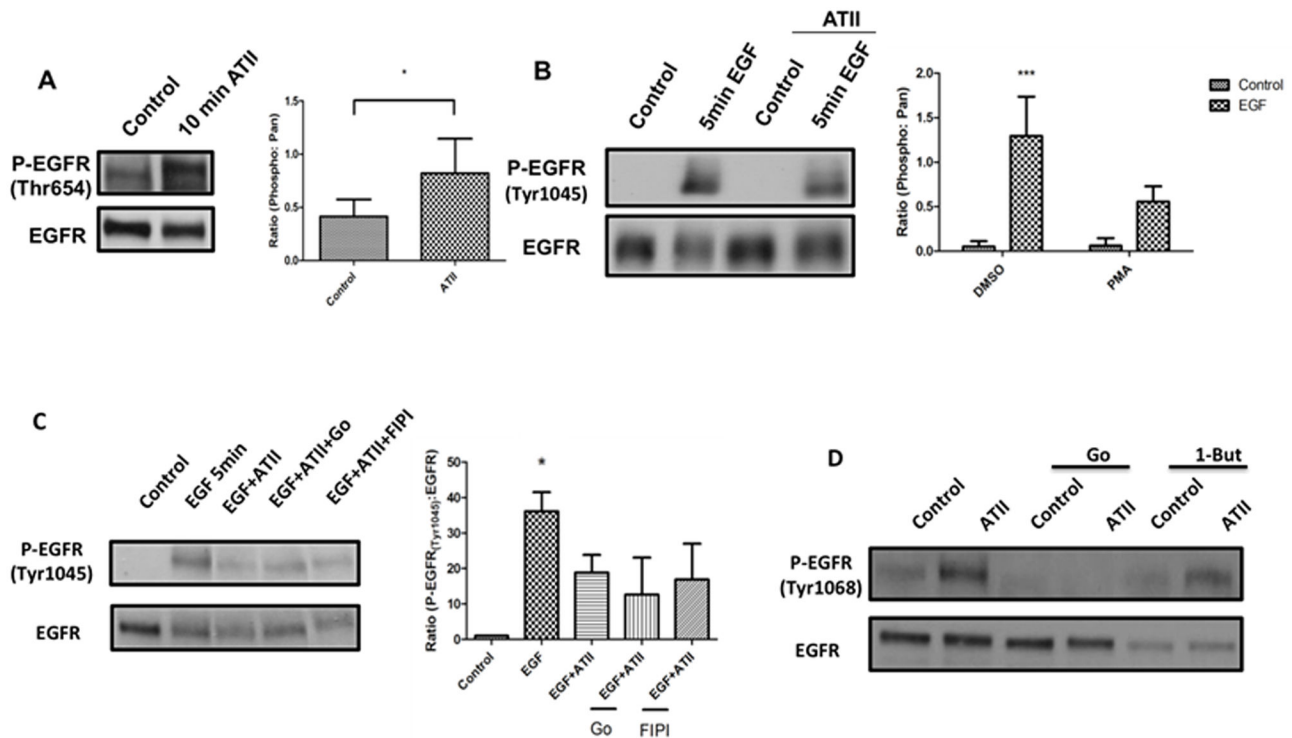 A
Control
10 min ATII
P-EGFR
(Thr654)
EGFR
*
Ratio (Phospho: Pan)
1.5
1.0
0.5
0.0
Control
ATII
B
ATII
Control
5min EGF
Control
5min EGF
P-EGFR
(Tyr1045)
EGFR
Ratio (Phospho: Pan)
2.0
1.5
1.0
0.5
0.0
***
DMSO
PMA
Control
EGF
C
Control
EGF 5min
EGF+ATII
EGF+ATII+Go
EGF+ATII+FIPI
P-EGFR
(Tyr1045)
EGFR
Ratio (P-EGFR(Tyr1045):EGFR)
50
40
30
20
10
0
*
Control
EGF
EGF+ATII
EGF+ATII
EGF+ATII
Go
FIPI
D
Go
1-But
Control
ATII
Control
ATII
Control
ATII
P-EGFR
(Tyr1068)
EGFR